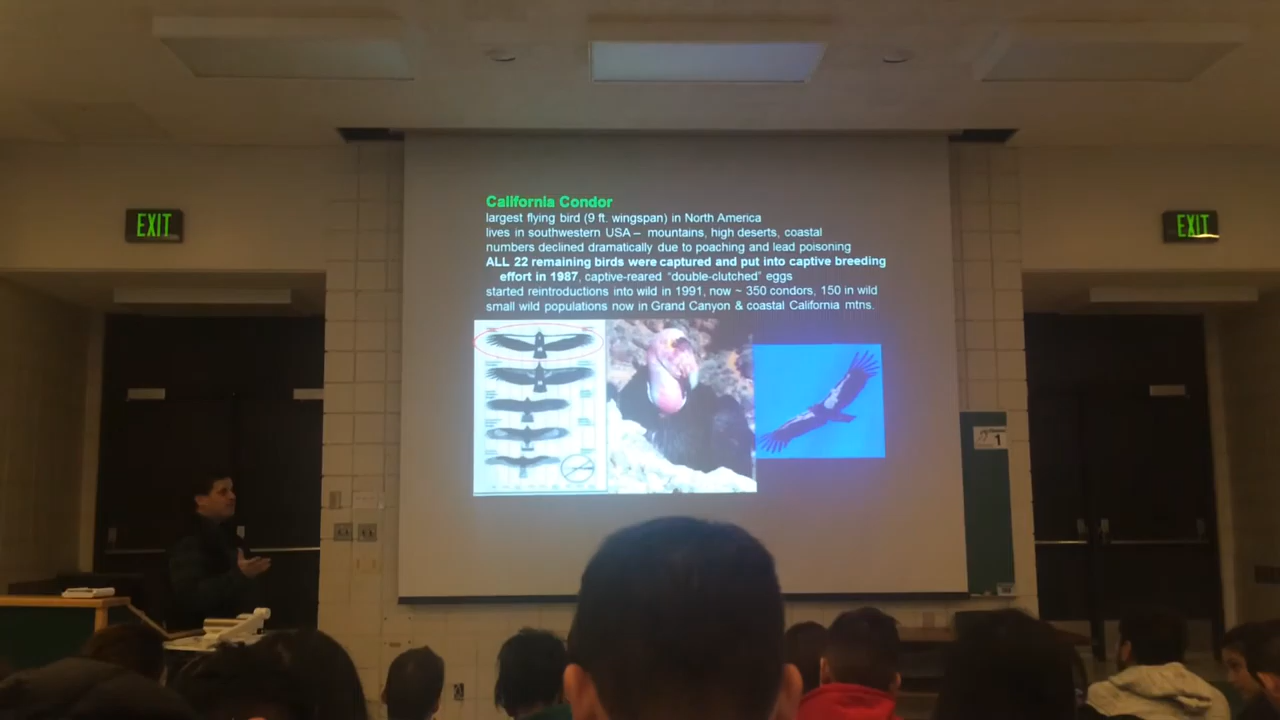 California Condor
largest flying bird (9 ft. wingspan) in North America
lives in southwestern USA – mountains, high deserts, coastal
numbers declined dramatically due to poaching and lead poisoning
ALL 22 remaining birds were captured and put into captive breeding
effort in 1987, captive-reared "double-clutched" eggs
started reintroductions into wild in 1991, now ~ 350 condors, 150 in wild
small wild populations now in Grand Canyon & coastal California mtns.
EXIT
EXIT
1